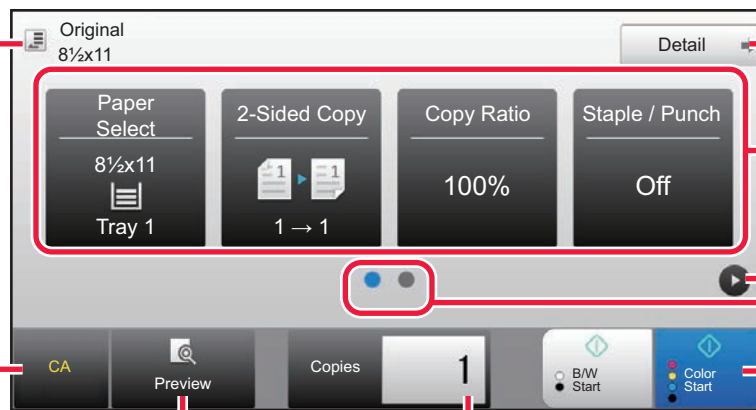 Original
8½x11
Detail
Paper
Select
8½x11
Tray 1
2-Sided Copy
1
1
1 → 1
Copy Ratio
100%
Staple / Punch
Off
CA
Preview
Copies
1
B/W
Start
Color
Start